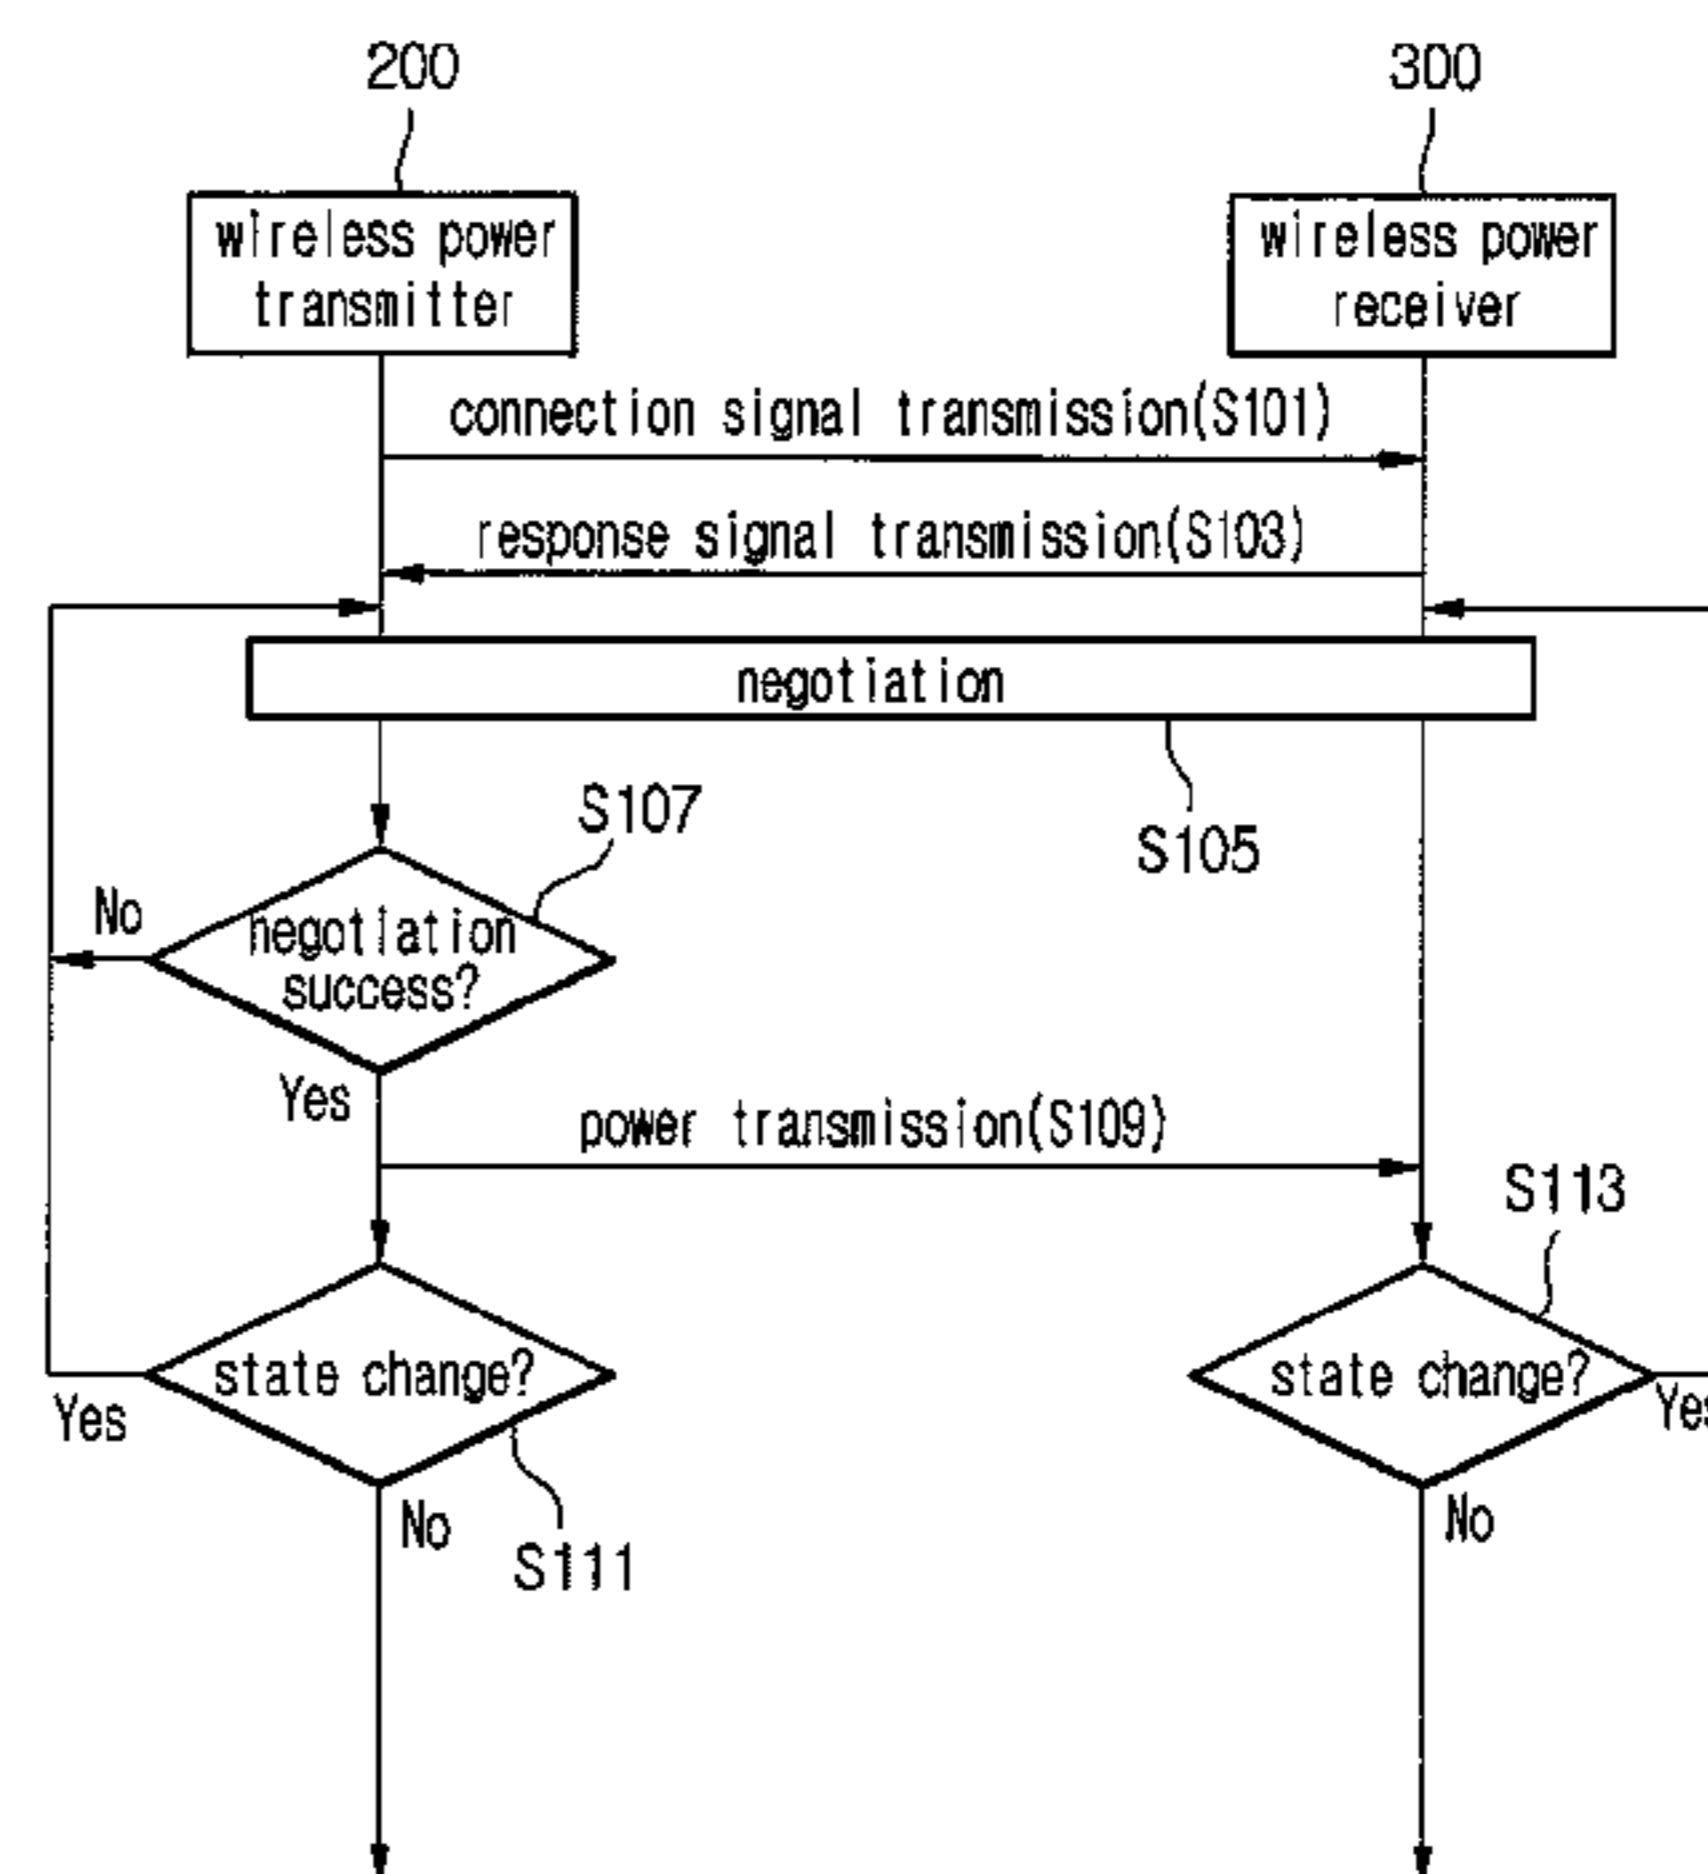 200
300
wireless power
transmitter
wireless power
receiver
connection signal transmission(S101)
response signal transmission(S103)
negotiation
S107
S105
No
negotiation
success?
Yes
power transmission(S109)
S113
state change?
state change?
Yes
Yes
No
No
S111